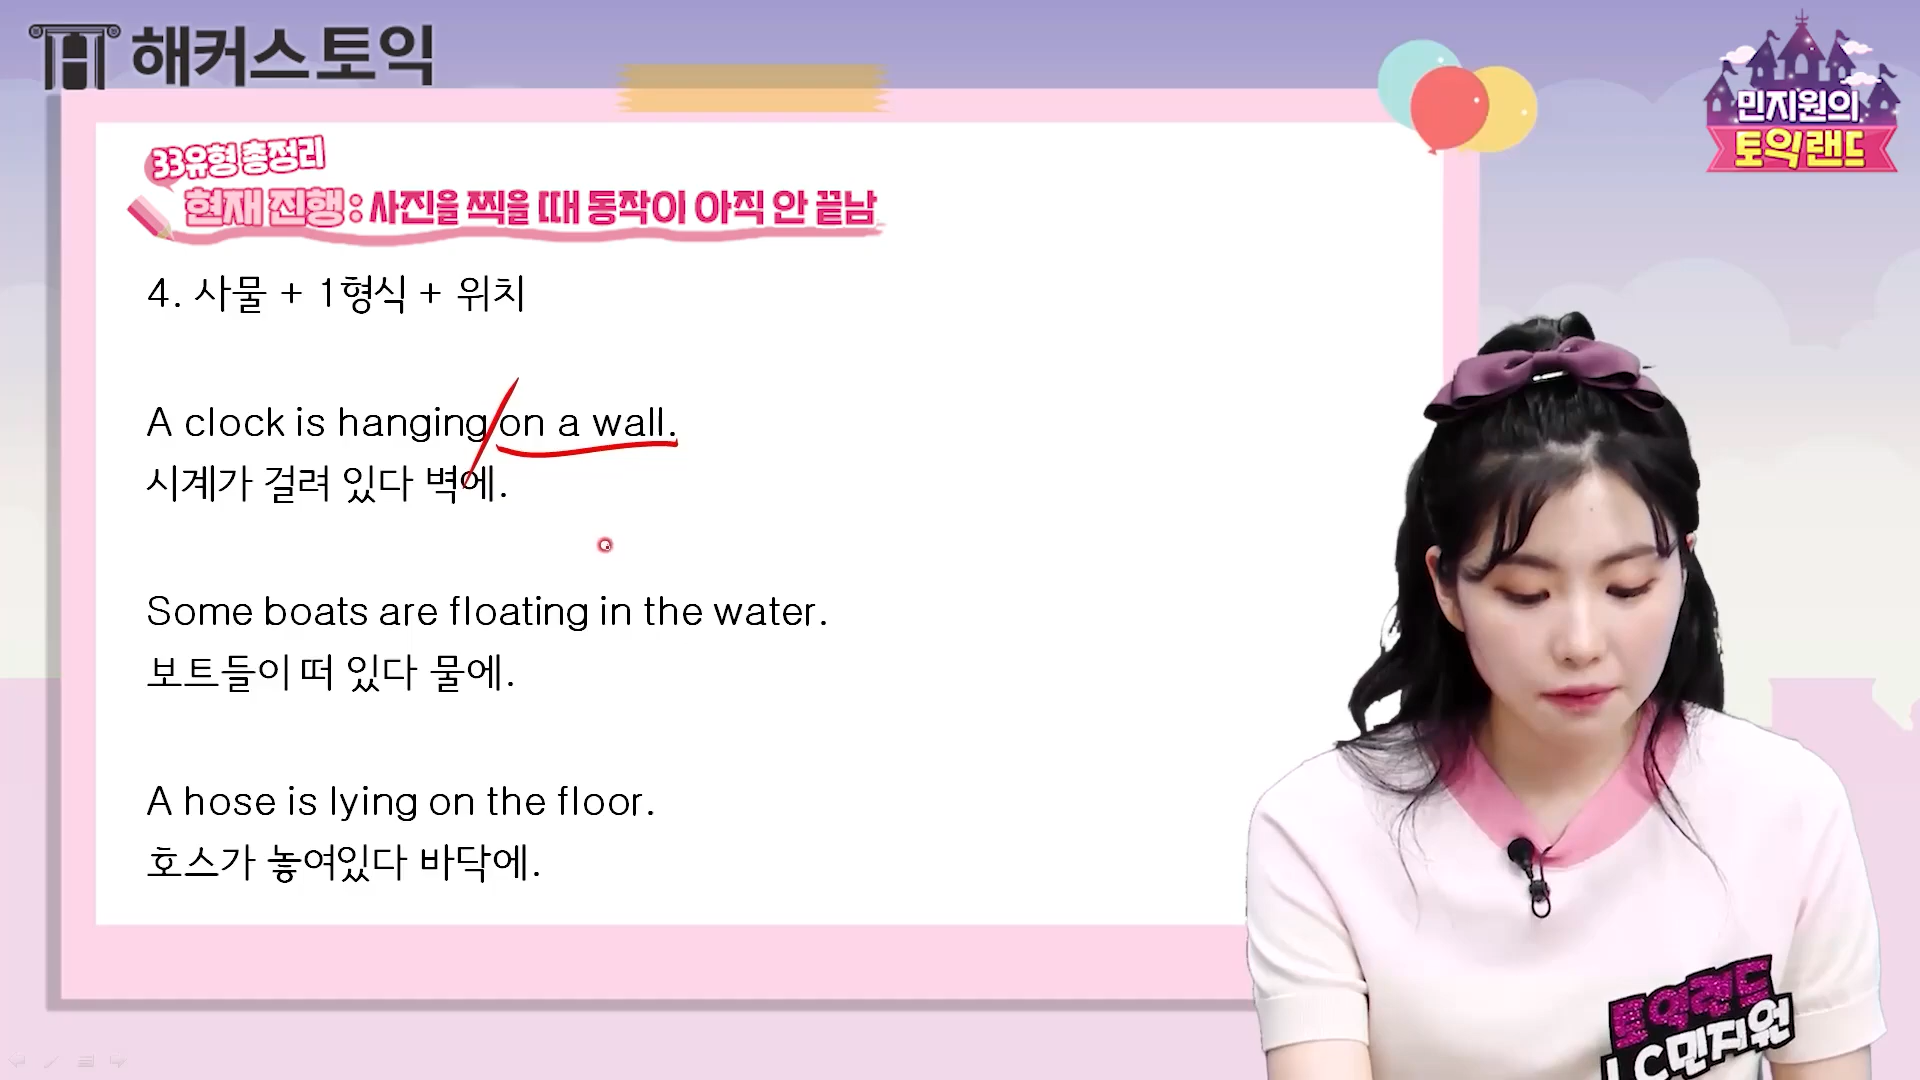 해커스토익
민지원의
토익랜드
33유형 총정리
현재 진행 : 사진을 찍을 때 동작이 아직 안 끝남
4. 사물 + 1형식 + 위치
A clock is hanging on a wall.
시계가 걸려 있다 벽에.
Some boats are floating in the water.
보트들이 떠 있다 물에.
A hose is lying on the floor.
호스가 놓여있다 바닥에.
토익랜드
LC민지원